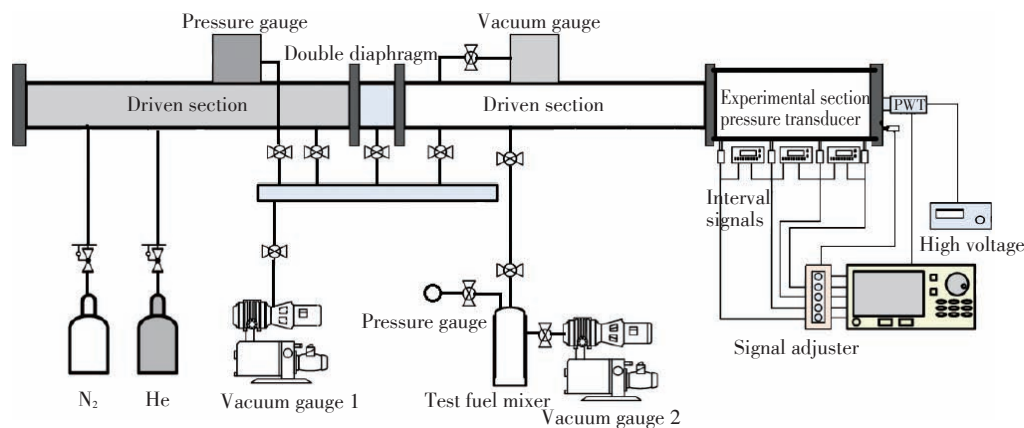 Pressure gauge
Vacuum gauge
Double diaphragm
Driven section
Driven section
Experimental section
pressure transducer
PWT
Interval
signals
High voltage
Pressure gauge
Signal adjuster
N₂
He
Vacuum gauge 1
Test fuel mixer
Vacuum gauge 2